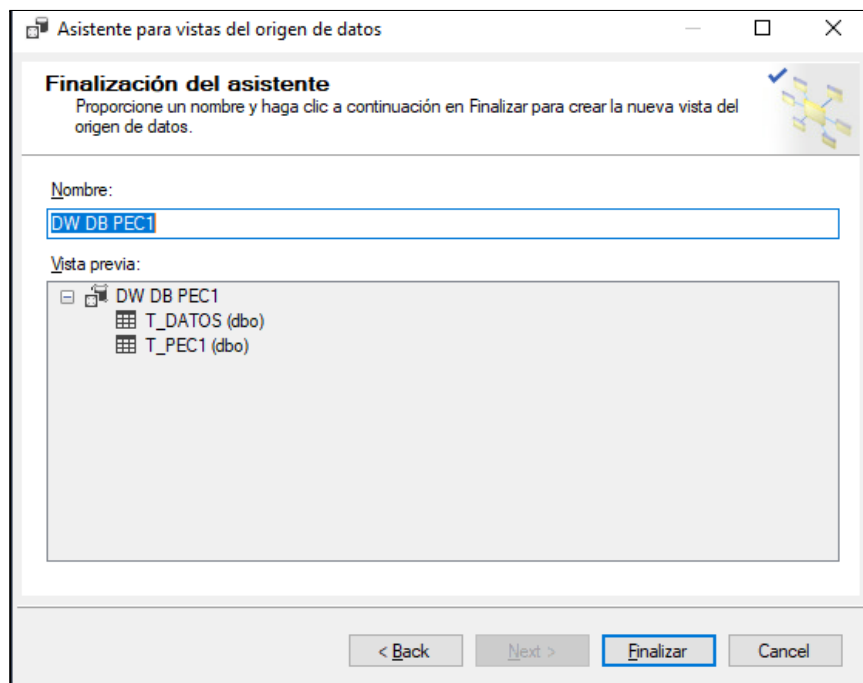 Asistente para vistas del origen de datos
Finalización del asistente
Proporcione un nombre y haga clic a continuación en Finalizar para crear la nueva vista del
origen de datos.
Nombre:
DW DB PEC1
Vista previa:
DW DB PEC1
T_DATOS (dbo)
T_PEC1 (dbo)
< Back
Next >
Finalizar
Cancel